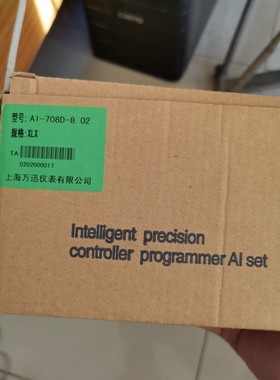 型号: AI-708D-8.02
规格:XLX
TA
0202000017
上海万迅仪表有限公司
Intelligent precision
controller programmer AI set